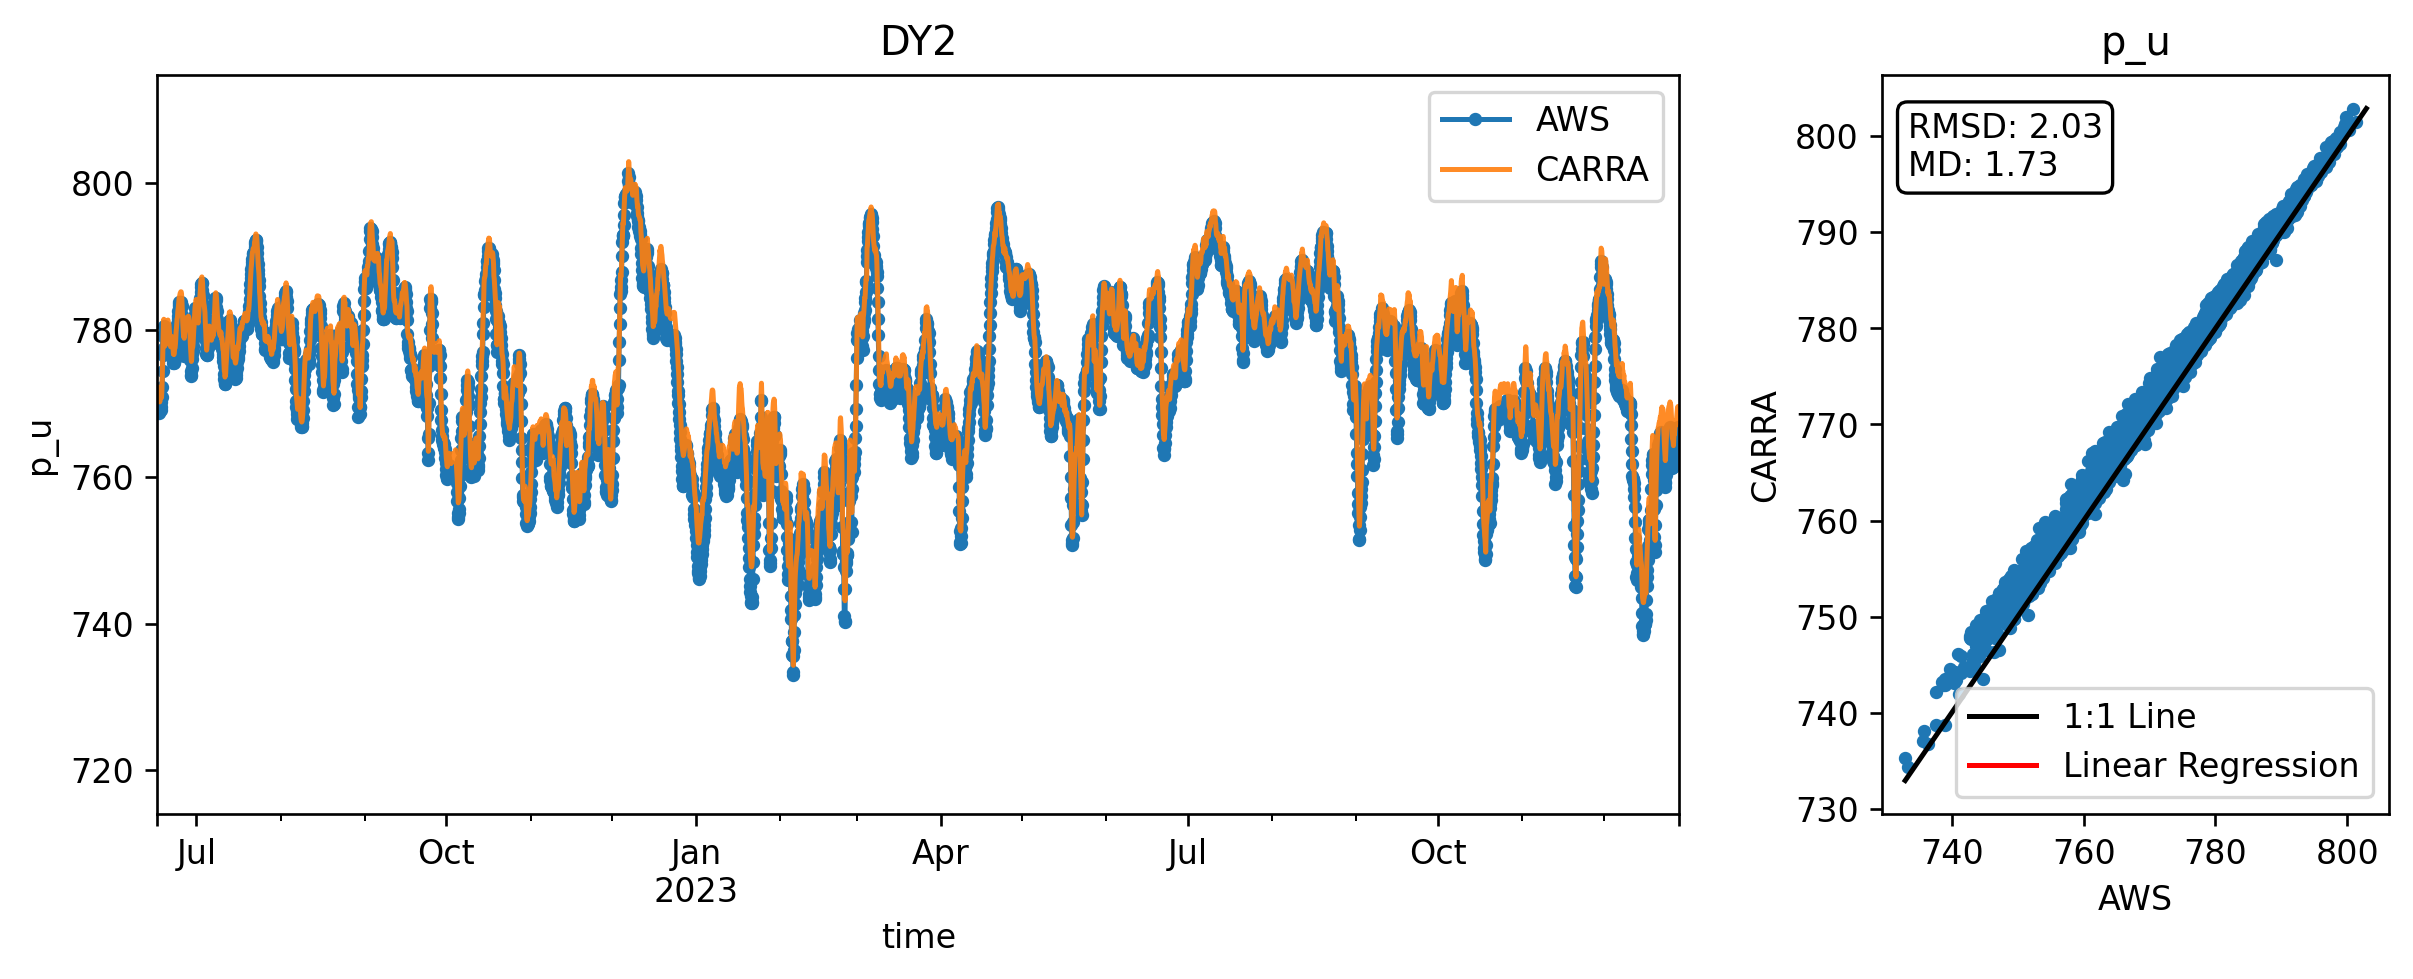 DY2
p_u
800
780
760
740
720
Jul
Oct
Jan
2023
Apr
Jul
Oct
time
AWS
CARRA
p_u
CARRA
800
790
780
770
760
750
740
730
RMSD: 2.03
MD: 1.73
1:1 Line
Linear Regression
740
760
780
800
AWS